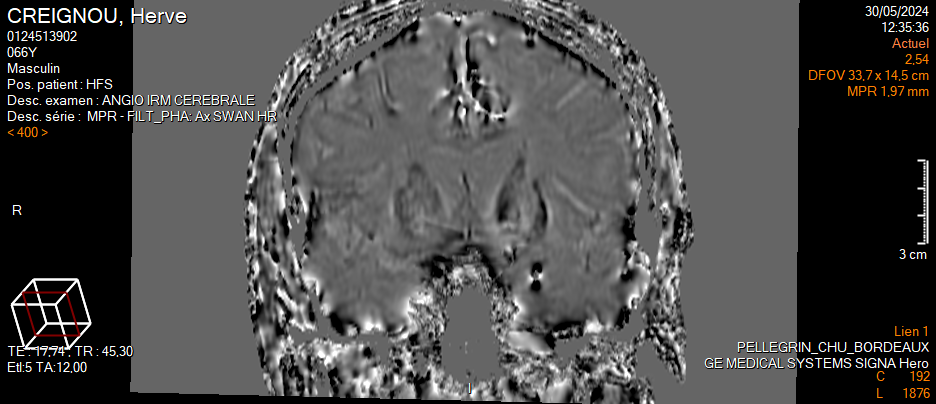 CREIGNOU, Herve
0124513902
066Y
Masculin
Pos. patient : HFS
Desc. examen : ANGIO IRM CEREBRALE
Desc. série : MPR - FILT_PHA: Ax SWAN HR
< 400 >
30/05/2024
12:35:36
Actuel
2,54
DFOV 33,7 x 14,5 cm
MPR 1,97 mm
R
3 cm
TE : 17,74 , TR : 45,30
Etl:5 TA:12,00
Lien 1
PELLEGRIN_CHU_BORDEAUX
GE MEDICAL SYSTEMS SIGNA Hero
C 192
L 1876
I